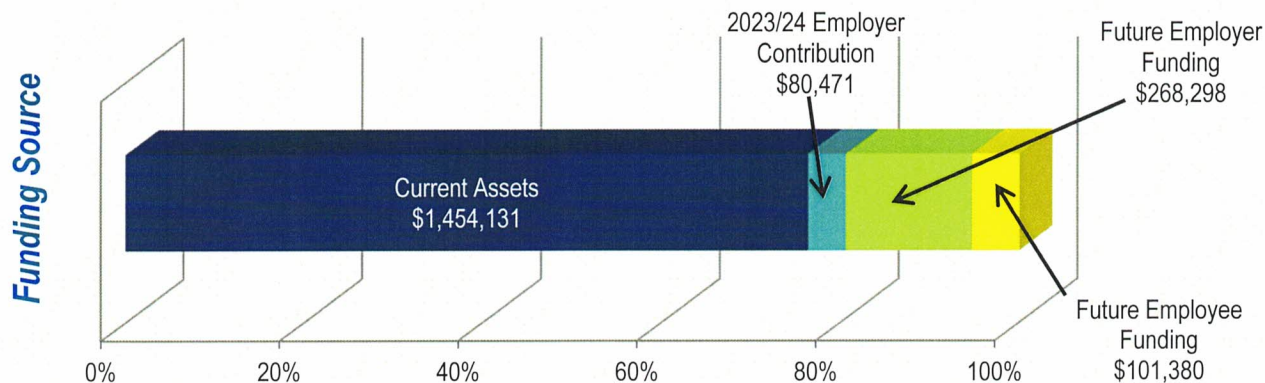 Funding Source
2023/24 Employer
Contribution
$80,471
Future Employer
Funding
$268,298
Current Assets
$1,454,131
Future Employee
Funding
$101,380
0%
20%
40%
60%
80%
100%